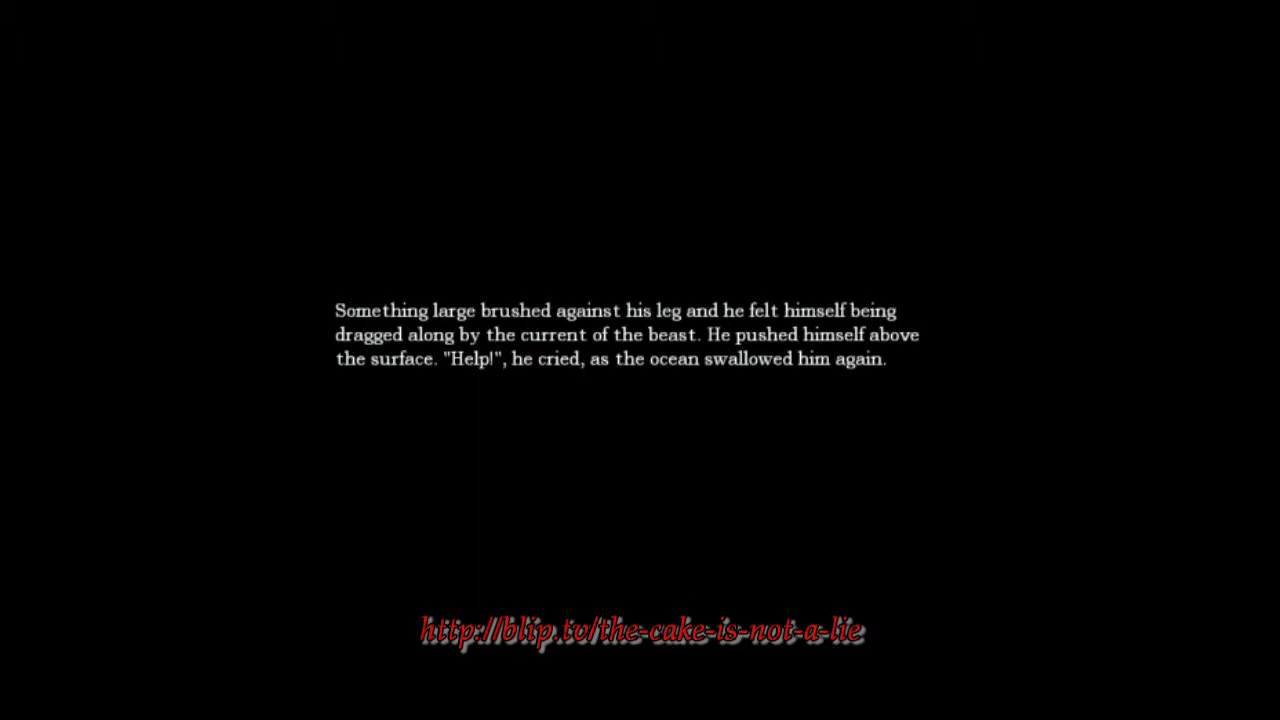 Something large brushed against his leg and he felt himself being
dragged along by the current of the beast. He pushed himself above
the surface. "Help!", he cried, as the ocean swallowed him again.
http://blip.tv/the-cake-is-not-a-lie